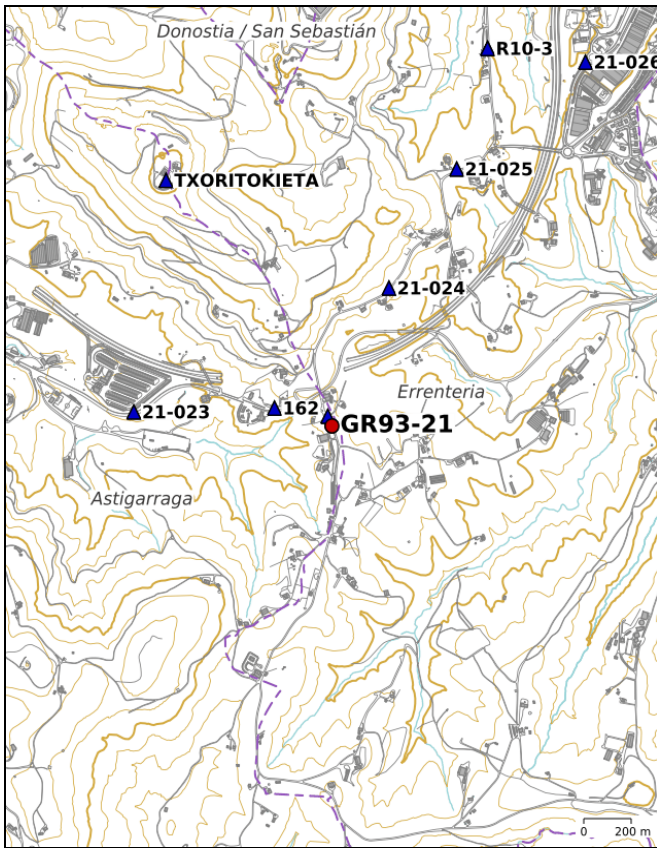 Donostia / San Sebastián
R10-3
21-026
21-025
TXORITOKIETA
21-024
Errenteria
21-023
162
GR93-21
Astigarraga
0 200 m